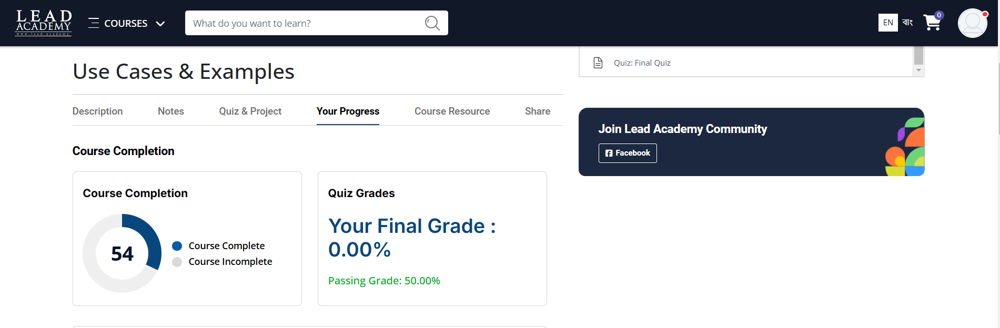 LEAD
ACADEMY
www.lead.academy
COURSES
What do you want to learn?
EN
বাং
0
Use Cases & Examples
Quiz: Final Quiz
Description
Notes
Quiz & Project
Your Progress
Course Resource
Share
Join Lead Academy Community
Facebook
Course Completion
Course Completion
54
Course Complete
Course Incomplete
Quiz Grades
Your Final Grade :
0.00%
Passing Grade: 50.00%